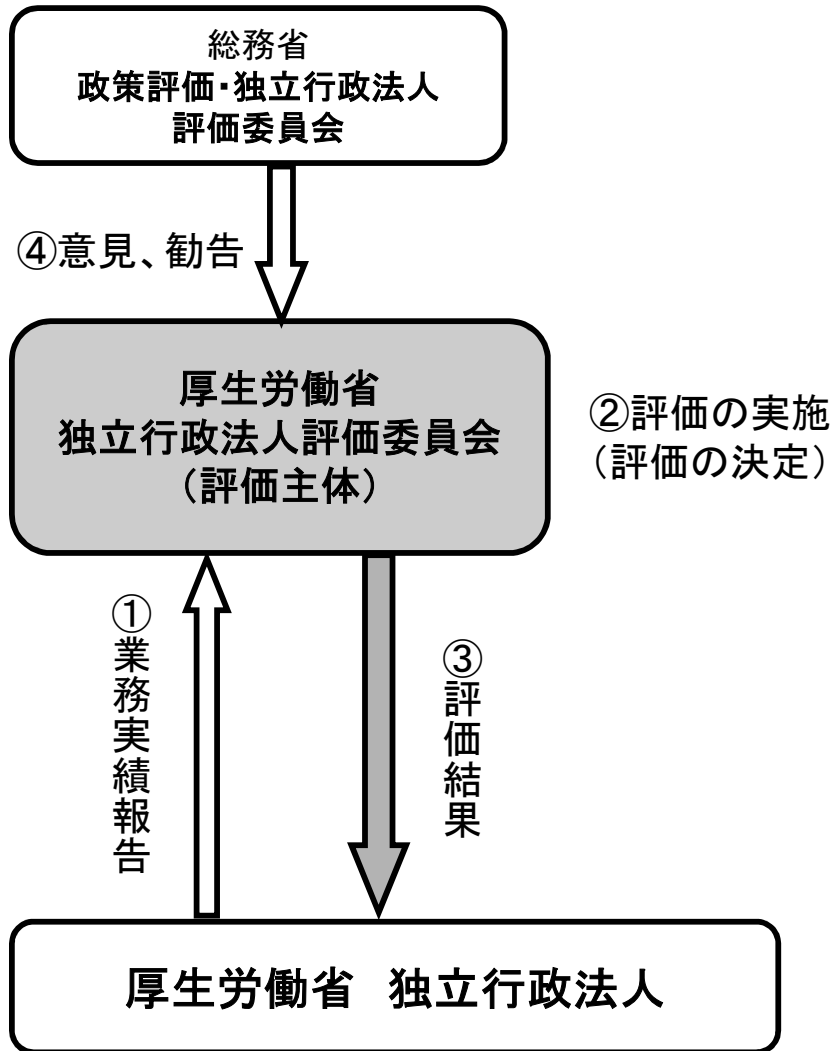 総務省
政策評価・独立行政法人
評価委員会
④意見、勧告
厚生労働省
独立行政法人評価委員会
（評価主体）
②評価の実施
（評価の決定）
①業務実績報告
③評価結果
厚生労働省　独立行政法人